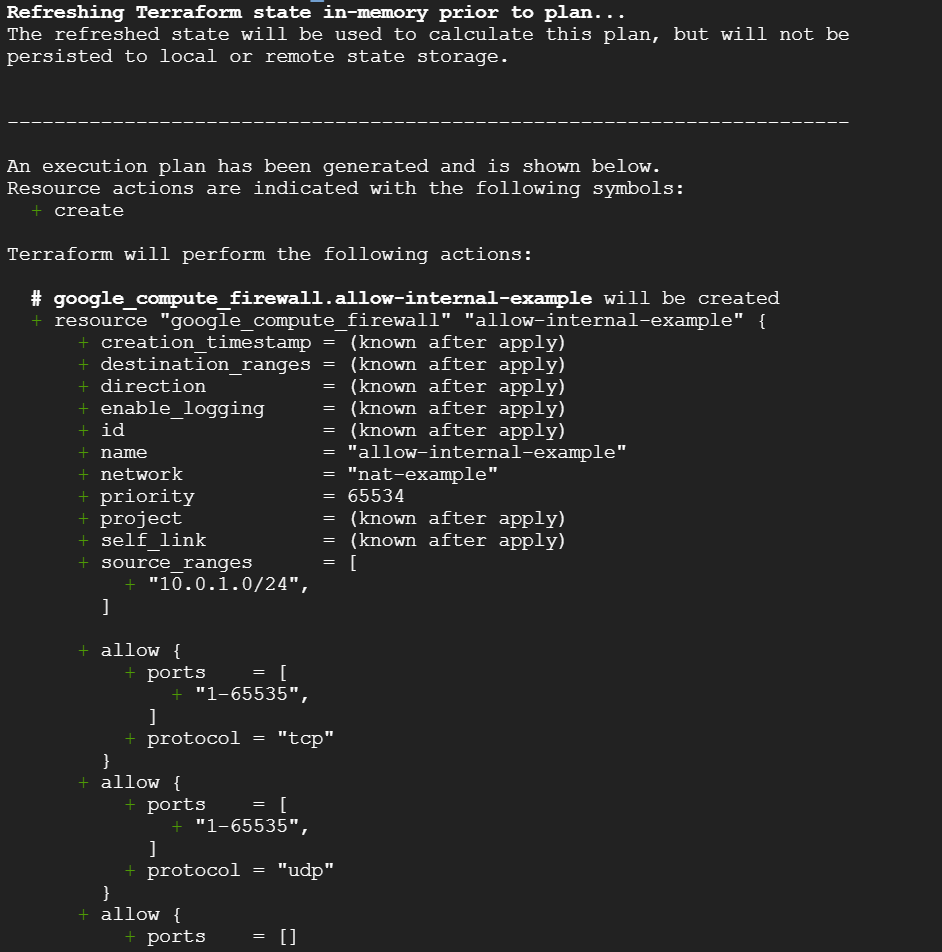 Refreshing Terraform state in-memory prior to plan...
The refreshed state will be used to calculate this plan, but will not be
persisted to local or remote state storage.
------------------------------------------------------------------------
An execution plan has been generated and is shown below.
Resource actions are indicated with the following symbols:
  + create
Terraform will perform the following actions:
  # google_compute_firewall.allow-internal-example will be created
  + resource "google_compute_firewall" "allow-internal-example" {
      + creation_timestamp = (known after apply)
      + destination_ranges = (known after apply)
      + direction          = (known after apply)
      + enable_logging     = (known after apply)
      + id                 = (known after apply)
      + name               = "allow-internal-example"
      + network            = "nat-example"
      + priority           = 65534
      + project            = (known after apply)
      + self_link          = (known after apply)
      + source_ranges      = [
          + "10.0.1.0/24",
        ]
      + allow {
          + ports    = [
              + "1-65535",
            ]
          + protocol = "tcp"
        }
      + allow {
          + ports    = [
              + "1-65535",
            ]
          + protocol = "udp"
        }
      + allow {
          + ports    = []